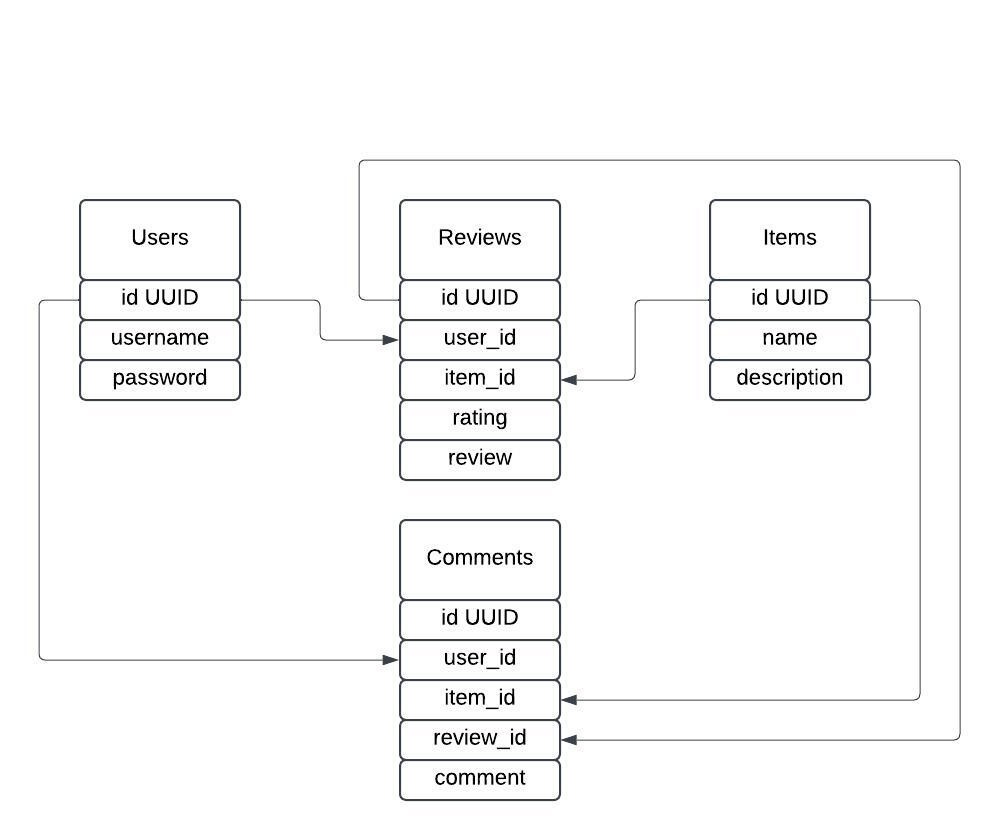 Users
id UUID
username
password
Reviews
id UUID
user_id
item_id
rating
review
Items
id UUID
name
description
Comments
id UUID
user_id
item_id
review_id
comment